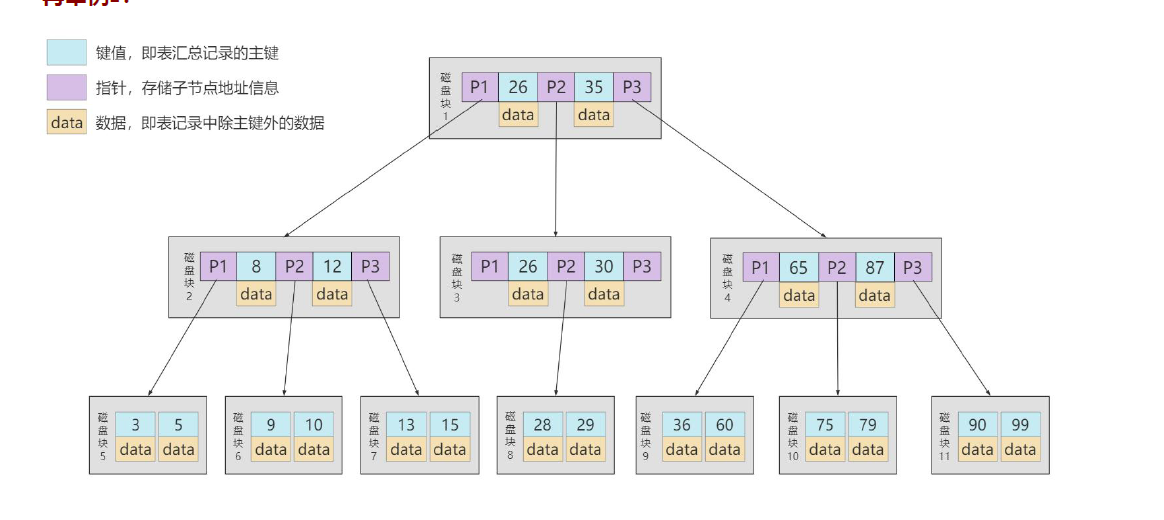 键值，即表汇总记录的主键
指针，存储子节点地址信息
data 数据，即表记录中除主键外的数据
磁盘块1 P1 26 P2 35 P3
data data
磁盘块2 P1 8 P2 12 P3
data data
磁盘块3 P1 26 P2 30 P3
data data
磁盘块4 P1 65 P2 87 P3
data data
磁盘块5 3 5
data data
磁盘块6 9 10
data data
磁盘块7 13 15
data data
磁盘块8 28 29
data data
磁盘块9 36 60
data data
磁盘块10 75 79
data data
磁盘块11 90 99
data data